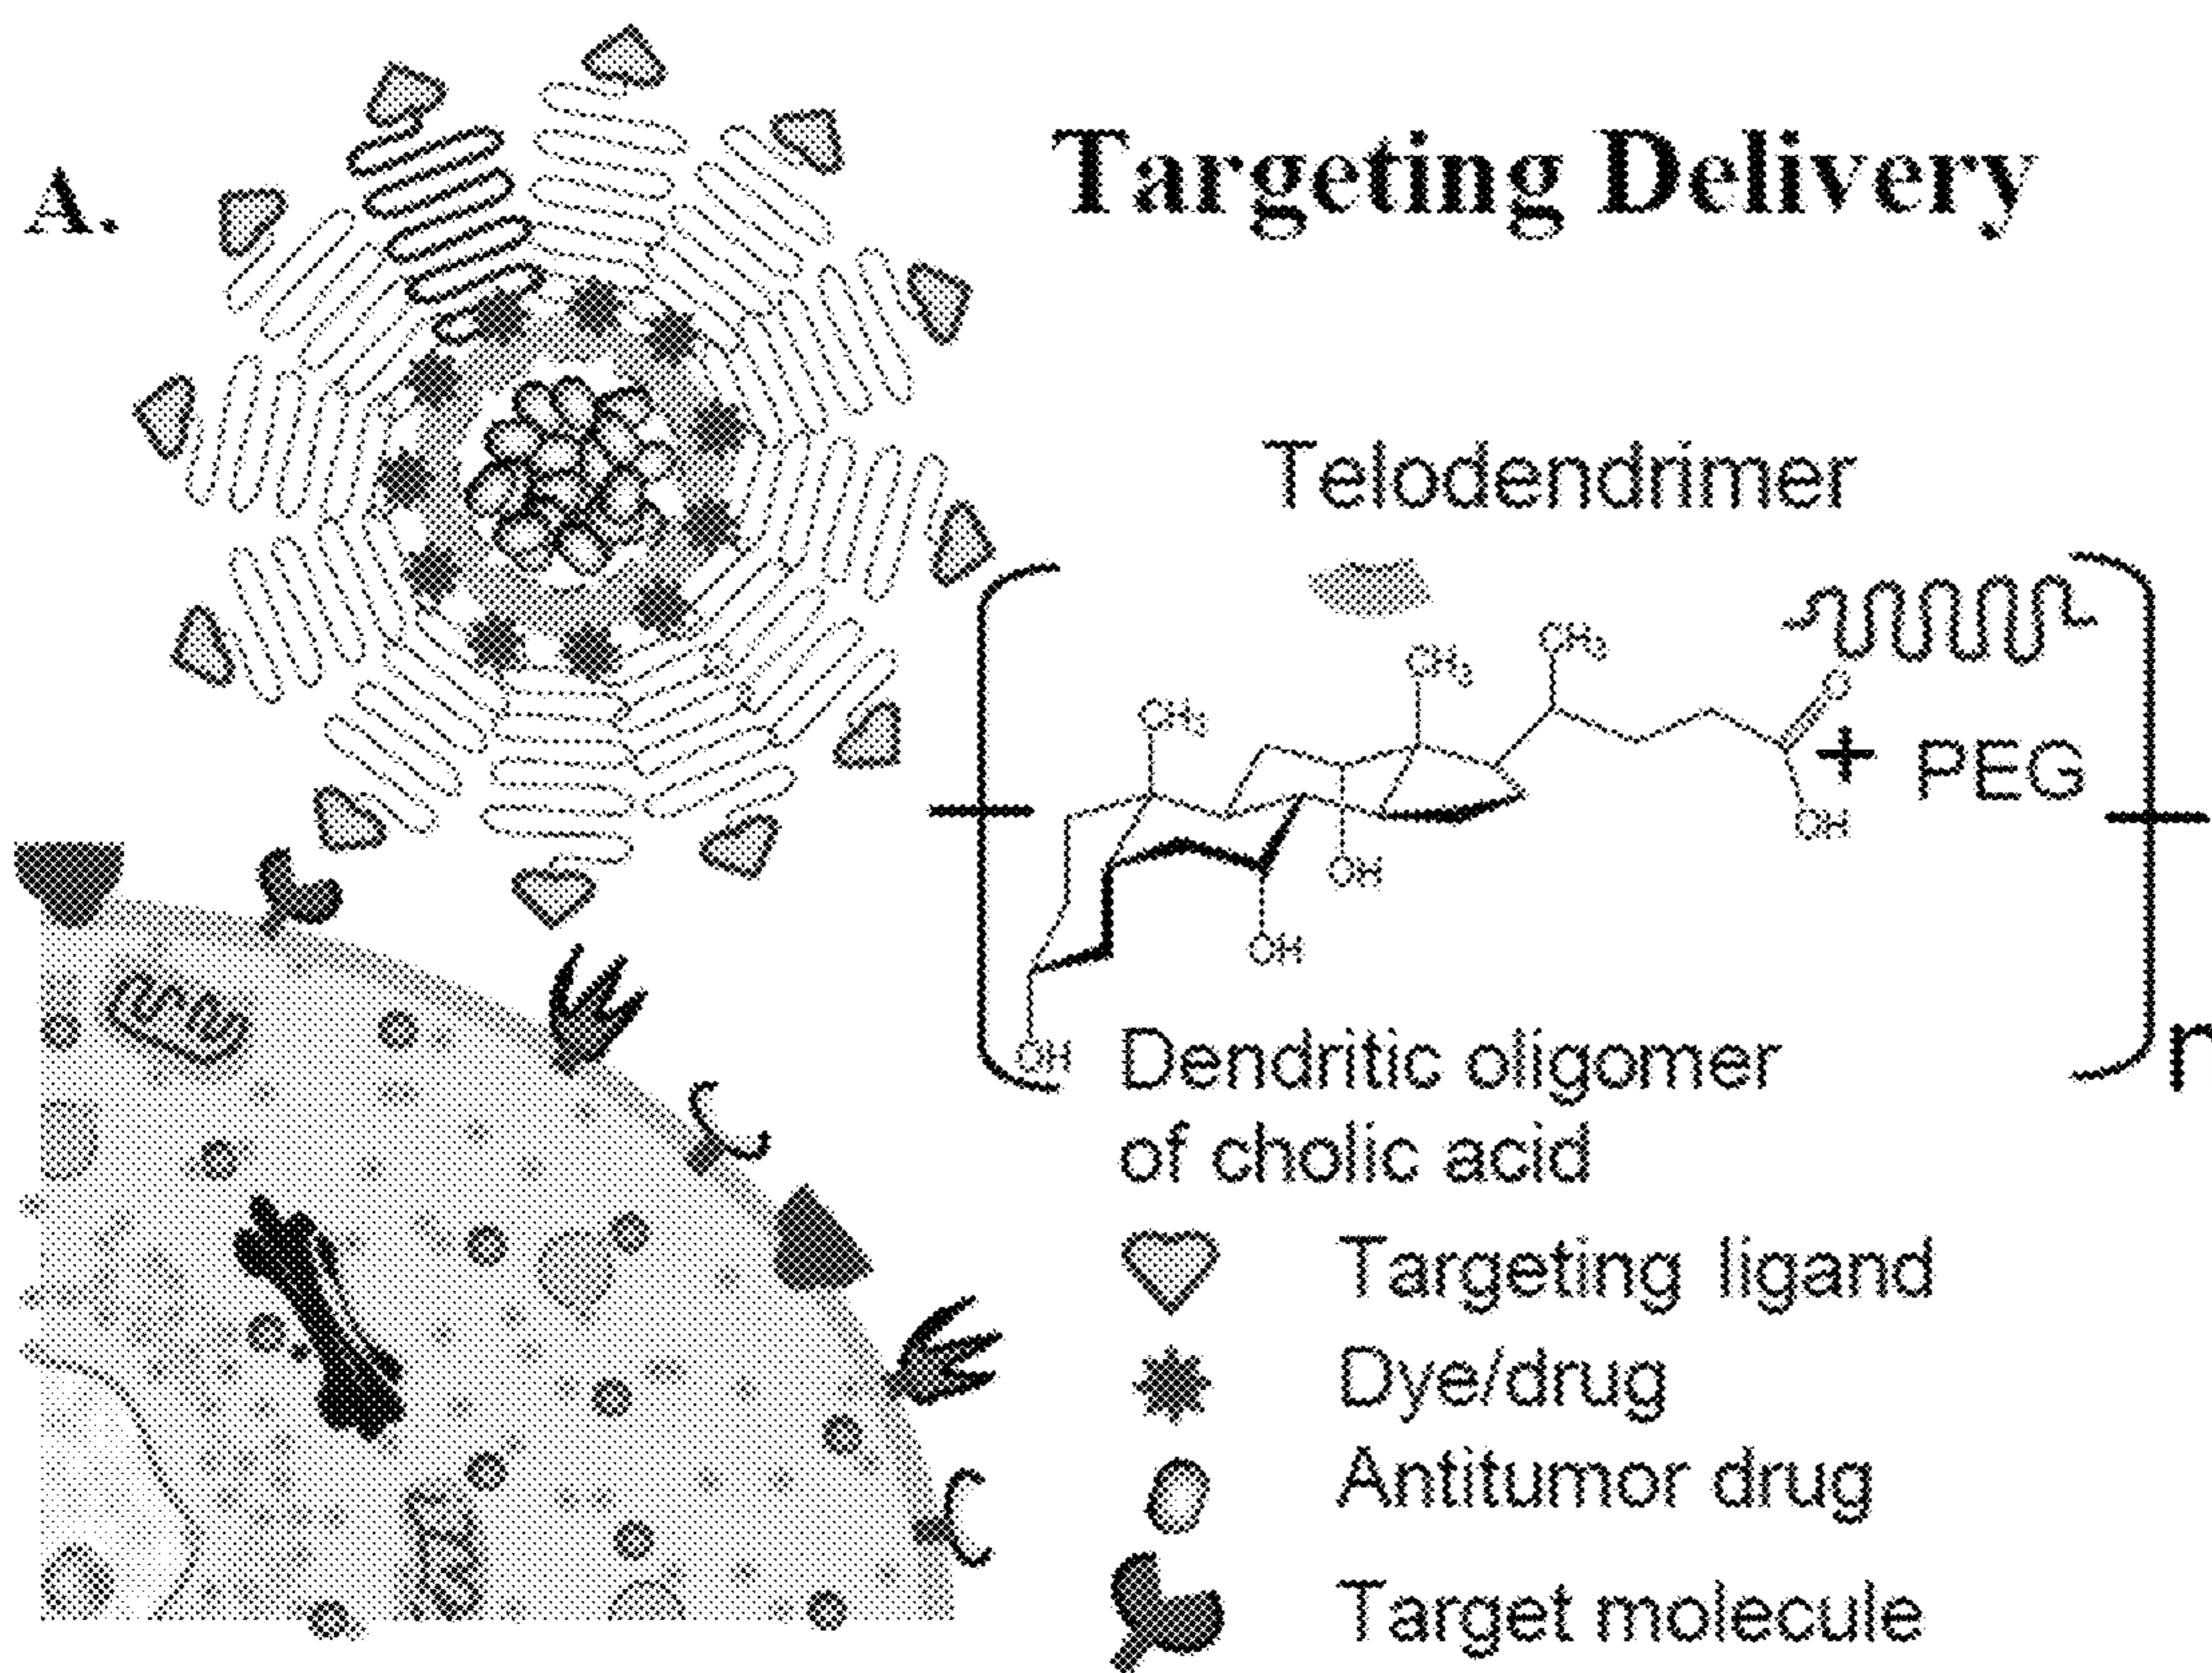 A.
Targeting Delivery
Telodendrimer
CH3
CH3
CH3
O
+ PEG
OH
OH
OH
OH
n
Dendritic oligomer
of cholic acid
Targeting ligand
Dye/drug
Antitumor drug
Target molecule